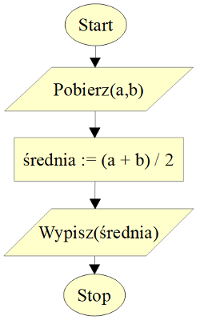 Start
Pobierz(a,b)
średnia := (a + b) / 2
Wypisz(średnia)
Stop